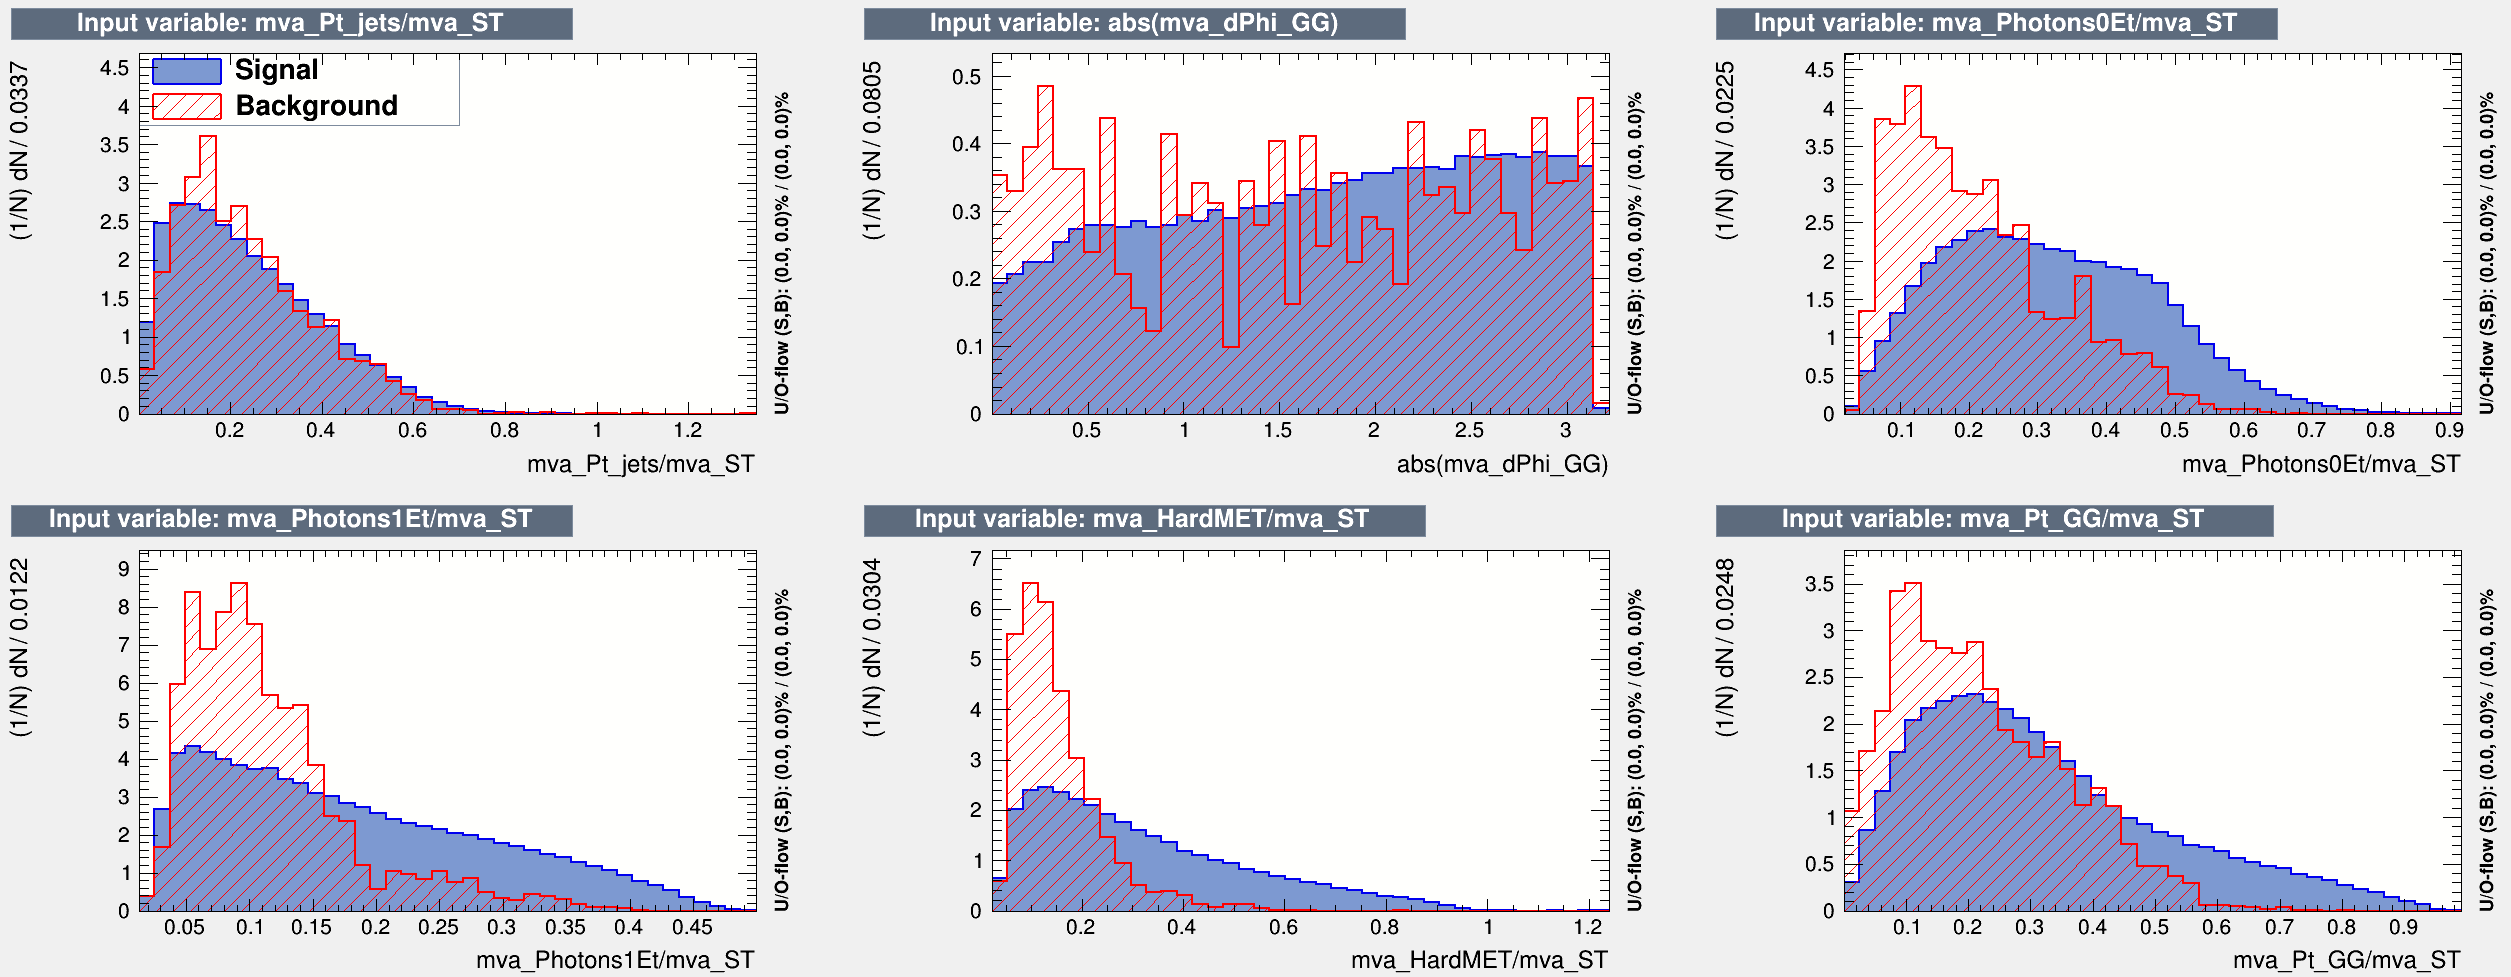 Input variable: mva_Pt_jets/mva_ST
(1/N) dN / 0.0337
Signal
Background
4.5
4
3.5
3
2.5
2
1.5
1
0.5
0
0.2 0.4 0.6 0.8 1 1.2
mva_Pt_jets/mva_ST
U/O-flow (S,B): (0.0, 0.0)% / (0.0, 0.0)%
Input variable: abs(mva_dPhi_GG)
(1/N) dN / 0.0805
0.5
0.4
0.3
0.2
0.1
0
0.5 1 1.5 2 2.5 3
abs(mva_dPhi_GG)
U/O-flow (S,B): (0.0, 0.0)% / (0.0, 0.0)%
Input variable: mva_Photons0Et/mva_ST
(1/N) dN / 0.0225
4.5
4
3.5
3
2.5
2
1.5
1
0.5
0
0.1 0.2 0.3 0.4 0.5 0.6 0.7 0.8 0.9
mva_Photons0Et/mva_ST
U/O-flow (S,B): (0.0, 0.0)% / (0.0, 0.0)%
Input variable: mva_Photons1Et/mva_ST
(1/N) dN / 0.0122
9
8
7
6
5
4
3
2
1
0
0.05 0.1 0.15 0.2 0.25 0.3 0.35 0.4 0.45
mva_Photons1Et/mva_ST
U/O-flow (S,B): (0.0, 0.0)% / (0.0, 0.0)%
Input variable: mva_HardMET/mva_ST
(1/N) dN / 0.0304
7
6
5
4
3
2
1
0
0.2 0.4 0.6 0.8 1 1.2
mva_HardMET/mva_ST
U/O-flow (S,B): (0.0, 0.0)% / (0.0, 0.0)%
Input variable: mva_Pt_GG/mva_ST
(1/N) dN / 0.0248
3.5
3
2.5
2
1.5
1
0.5
0
0.1 0.2 0.3 0.4 0.5 0.6 0.7 0.8 0.9
mva_Pt_GG/mva_ST
U/O-flow (S,B): (0.0, 0.0)% / (0.0, 0.0)%